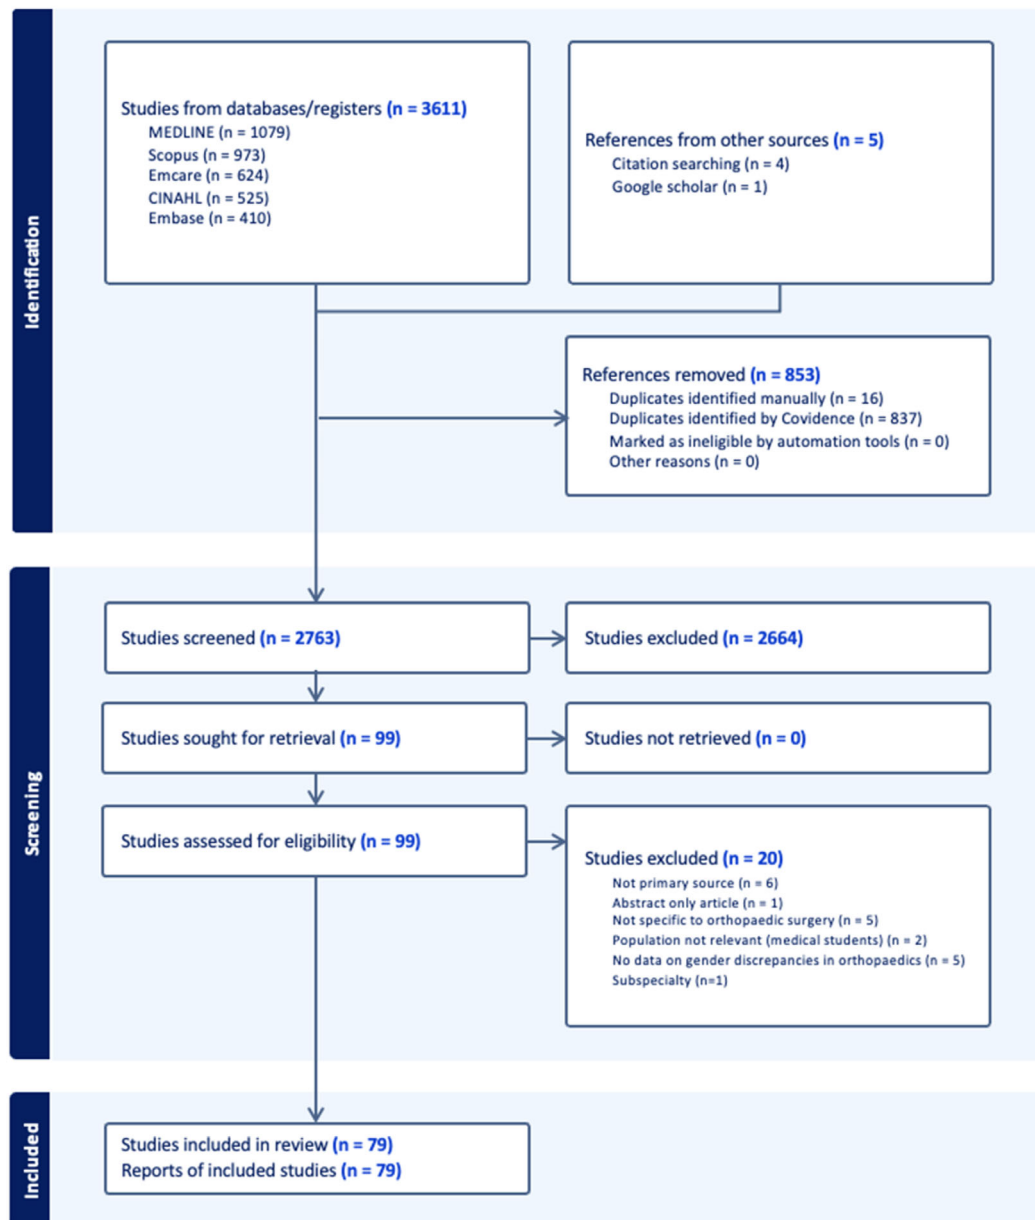 Identification
Studies from databases/registers (n = 3611)
MEDLINE (n = 1079)
Scopus (n = 973)
Emcare (n = 624)
CINAHL (n = 525)
Embase (n = 410)
References from other sources (n = 5)
Citation searching (n = 4)
Google scholar (n = 1)
References removed (n = 853)
Duplicates identified manually (n = 16)
Duplicates identified by Covidence (n = 837)
Marked as ineligible by automation tools (n = 0)
Other reasons (n = 0)
Screening
Studies screened (n = 2763)
Studies excluded (n = 2664)
Studies sought for retrieval (n = 99)
Studies not retrieved (n = 0)
Studies assessed for eligibility (n = 99)
Studies excluded (n = 20)
Not primary source (n = 6)
Abstract only article (n = 1)
Not specific to orthopaedic surgery (n = 5)
Population not relevant (medical students) (n = 2)
No data on gender discrepancies in orthopaedics (n = 5)
Subspecialty (n=1)
Included
Studies included in review (n = 79)
Reports of included studies (n = 79)